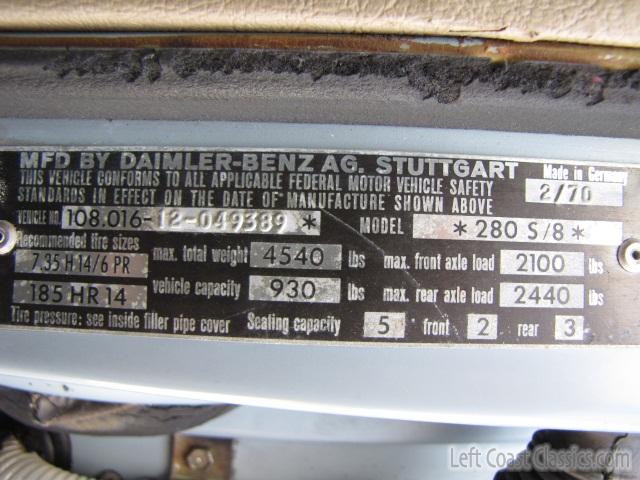 MFD BY DAIMLER-BENZ AG. STUTTGART Made in Germany
THIS VEHICLE CONFORMS TO ALL APPLICABLE FEDERAL MOTOR VEHICLE SAFETY 2/70
STANDARDS IN EFFECT ON THE DATE OF MANUFACTURE SHOWN ABOVE
VEHICLE NO 108.016-12-049389 * MODEL * 280 S/8 *
Recommended tire sizes max. total weight 4540 lbs max. front axle load 2100 lbs
7.35 H 14/6 PR
185 HR 14 vehicle capacity 930 lbs max. rear axle load 2440 lbs
Tire pressure: see inside filler pipe cover Seating capacity 5 front 2 rear 3
Left Coast Classics.com